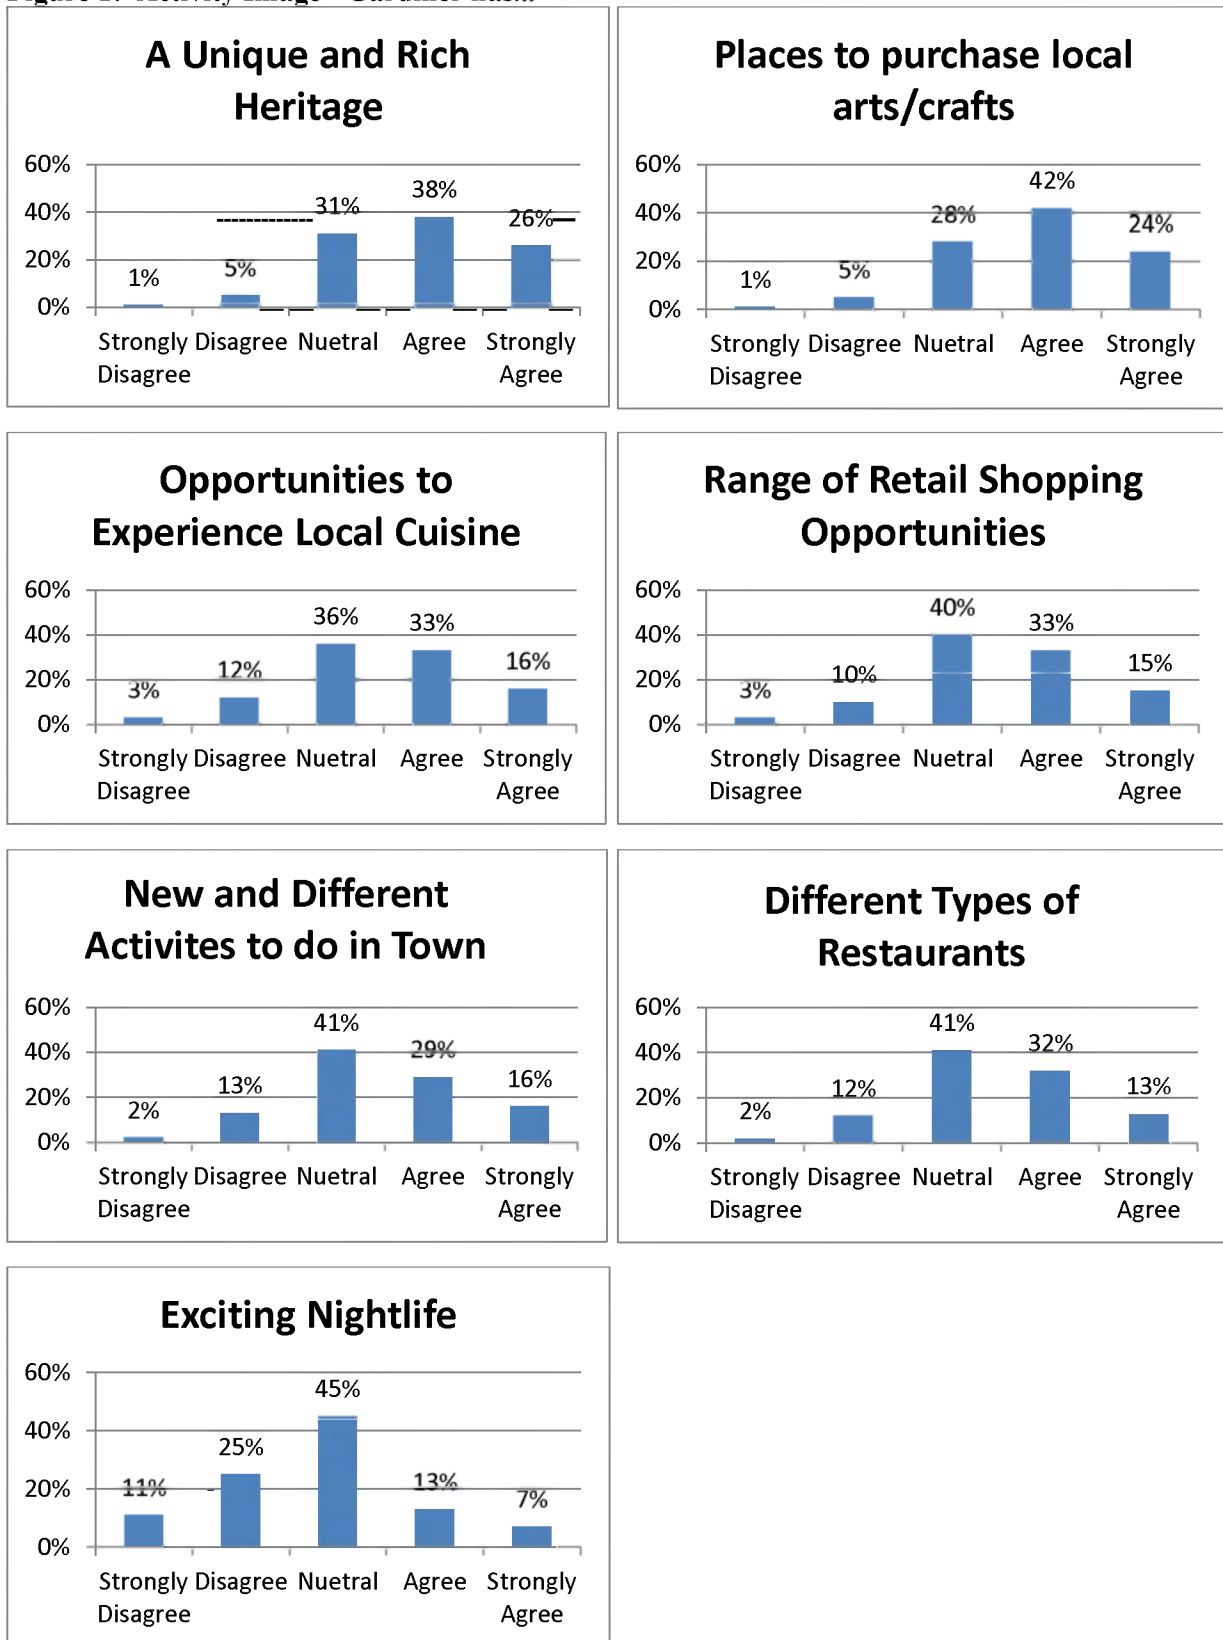 A Unique and Rich
Heritage
60%
40%
20%
0%
1%
5%
31%
38%
26%
Strongly Disagree Nuetral Agree Strongly
Disagree Agree
Places to purchase local
arts/crafts
60%
40%
20%
0%
1%
5%
28%
42%
24%
Strongly Disagree Nuetral Agree Strongly
Disagree Agree
Opportunities to
Experience Local Cuisine
60%
40%
20%
0%
3%
12%
36%
33%
16%
Strongly Disagree Nuetral Agree Strongly
Disagree Agree
Range of Retail Shopping
Opportunities
60%
40%
20%
0%
3%
10%
40%
33%
15%
Strongly Disagree Nuetral Agree Strongly
Disagree Agree
New and Different
Activites to do in Town
60%
40%
20%
0%
2%
13%
41%
29%
16%
Strongly Disagree Nuetral Agree Strongly
Disagree Agree
Different Types of
Restaurants
60%
40%
20%
0%
2%
12%
41%
32%
13%
Strongly Disagree Nuetral Agree Strongly
Disagree Agree
Exciting Nightlife
60%
40%
20%
0%
11%
25%
45%
13%
7%
Strongly Disagree Nuetral Agree Strongly
Disagree Agree